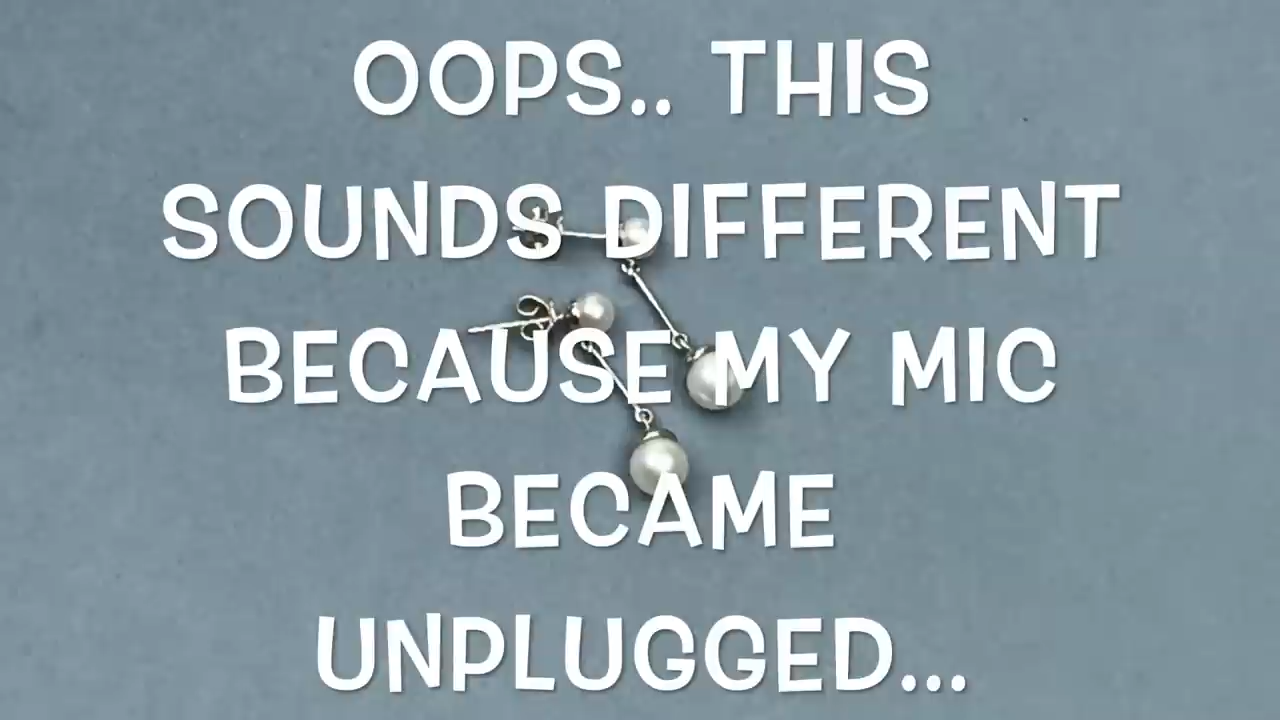 OOPS.. THIS
SOUNDS DIFFERENT
BECAUSE MY MIC
BECAME
UNPLUGGED...